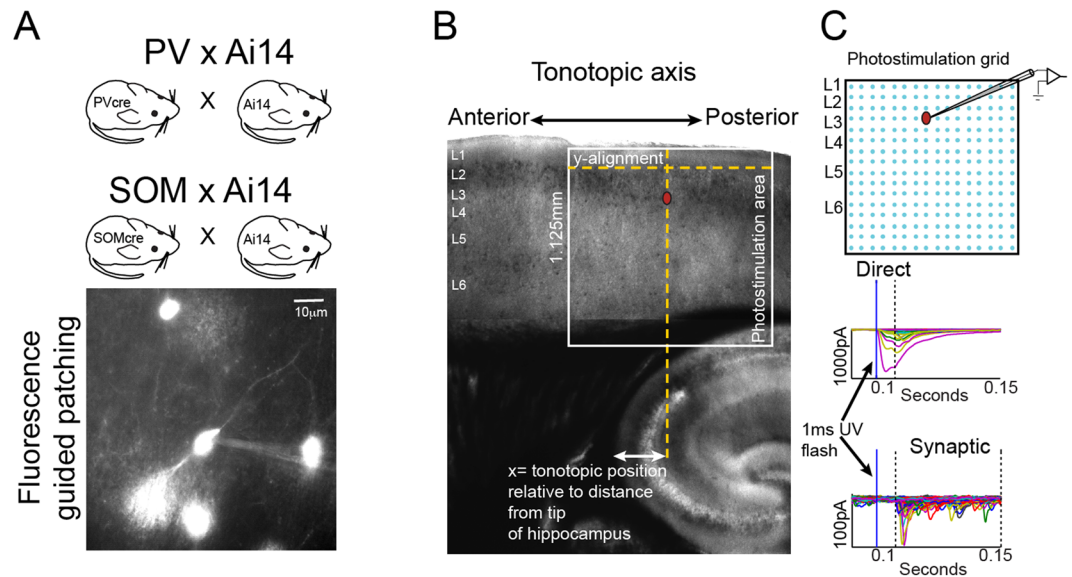 A
PV x Ai14
PVcre
X
Ai14
SOM x Ai14
SOMcre
X
Ai14
Fluorescence
guided patching
10μm
B
Tonotopic axis
Anterior
Posterior
L1
L2
L3
L4
L5
L6
y-alignment
1.125mm
Photostimulation area
x= tonotopic position
relative to distance
from tip
of hippocampus
C
Photostimulation grid
L1
L2
L3
L4
L5
L6
Direct
1000pA
0.1
0.15
Seconds
1ms UV
flash
Synaptic
100pA
0.1
0.15
Seconds